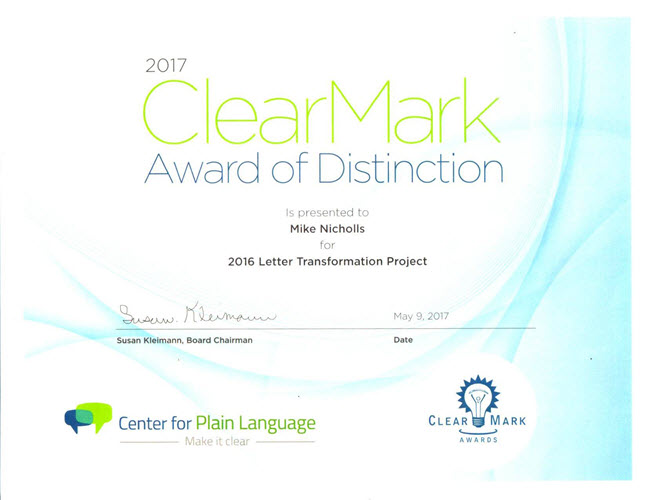 2017
ClearMark
Award of Distinction
Is presented to
Mike Nicholls
for
2016 Letter Transformation Project
Susan Kleimann
May 9, 2017
Susan Kleimann, Board Chairman
Date
Center for Plain Language
Make it clear
CLEAR MARK
AWARDS